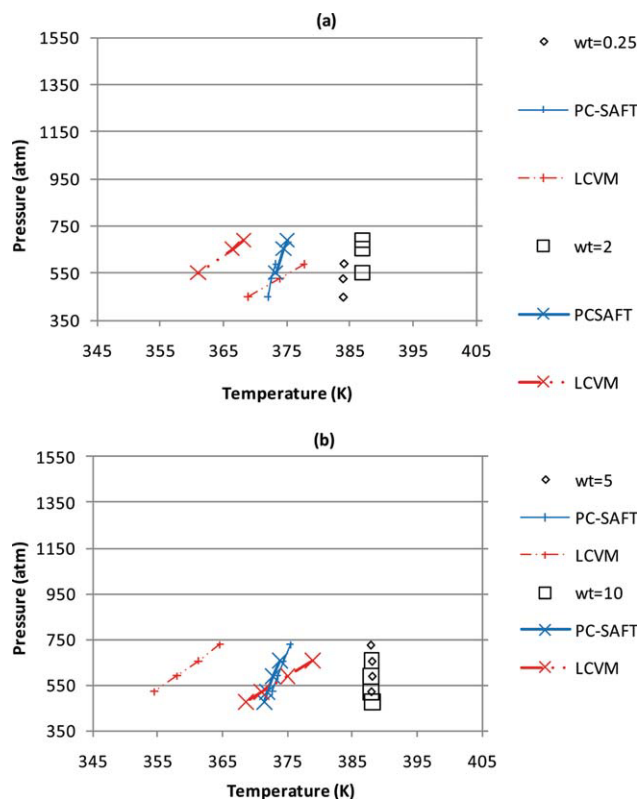 (a)
1550
1350
1150
950
750
550
350
Pressure (atm)
345 355 365 375 385 395 405
Temperature (K)
wt=0.25
PC-SAFT
LCVM
wt=2
PCSAFT
LCVM
(b)
1550
1350
1150
950
750
550
350
Pressure (atm)
345 355 365 375 385 395 405
Temperature (K)
wt=5
PC-SAFT
LCVM
wt=10
PC-SAFT
LCVM